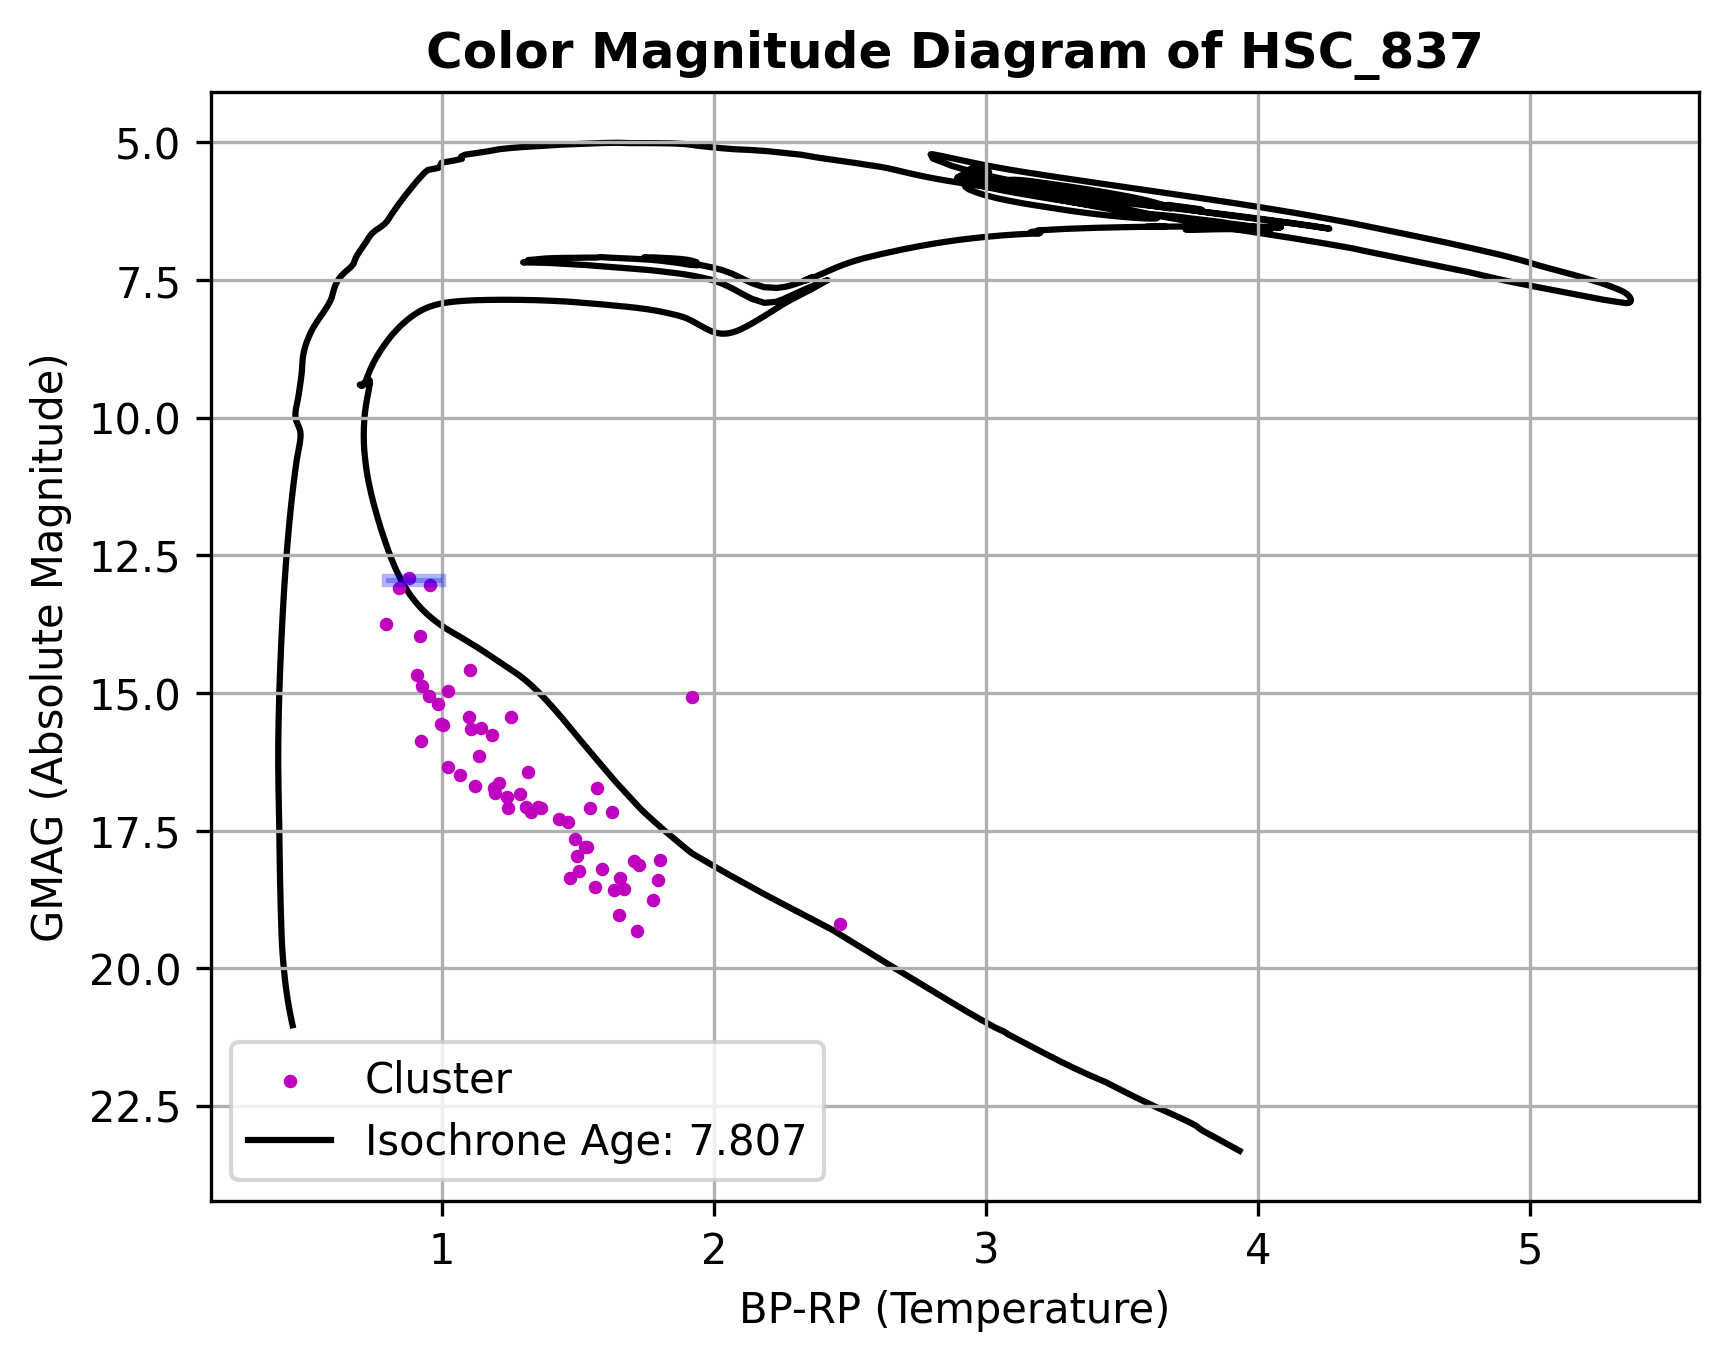 Color Magnitude Diagram of HSC_837
GMAG (Absolute Magnitude)
5.0
7.5
10.0
12.5
15.0
17.5
20.0
22.5
Cluster
Isochrone Age: 7.807
1 2 3 4 5
BP-RP (Temperature)